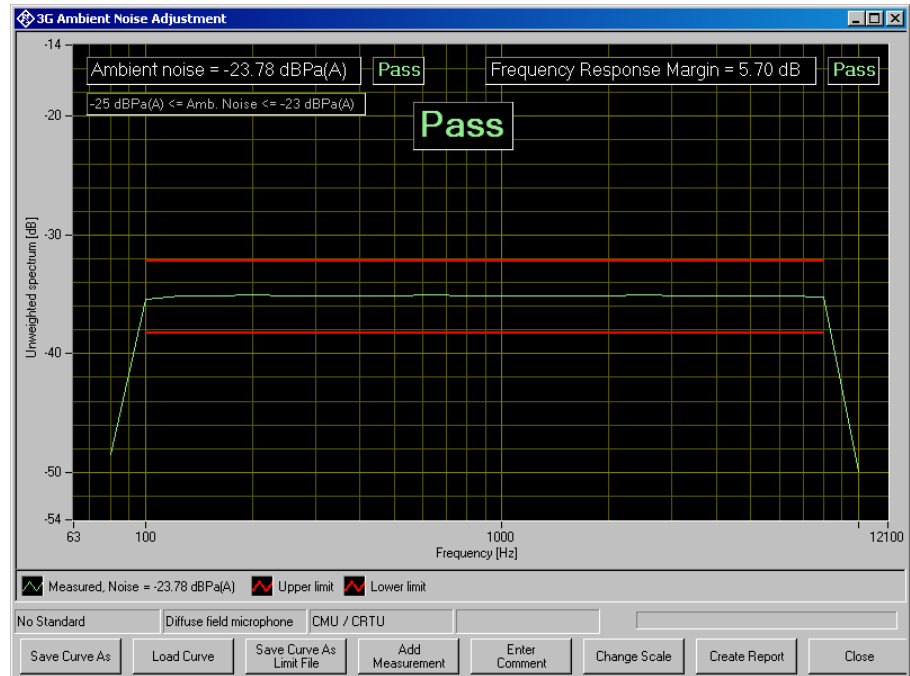 3G Ambient Noise Adjustment
Ambient noise = -23.78 dBPa(A) Pass Frequency Response Margin = 5.70 dB Pass
-25 dBPa(A) <= Amb. Noise <= -23 dBPa(A)
Pass
Unweighted spectrum [dB]
-14
-20
-30
-40
-50
-54
63 100 1000 12100
Frequency [Hz]
Measured, Noise = -23.78 dBPa(A) Upper limit Lower limit
No Standard Diffuse field microphone CMU / CRTU
Save Curve As Load Curve Save Curve As Limit File Add Measurement Enter Comment Change Scale Create Report Close